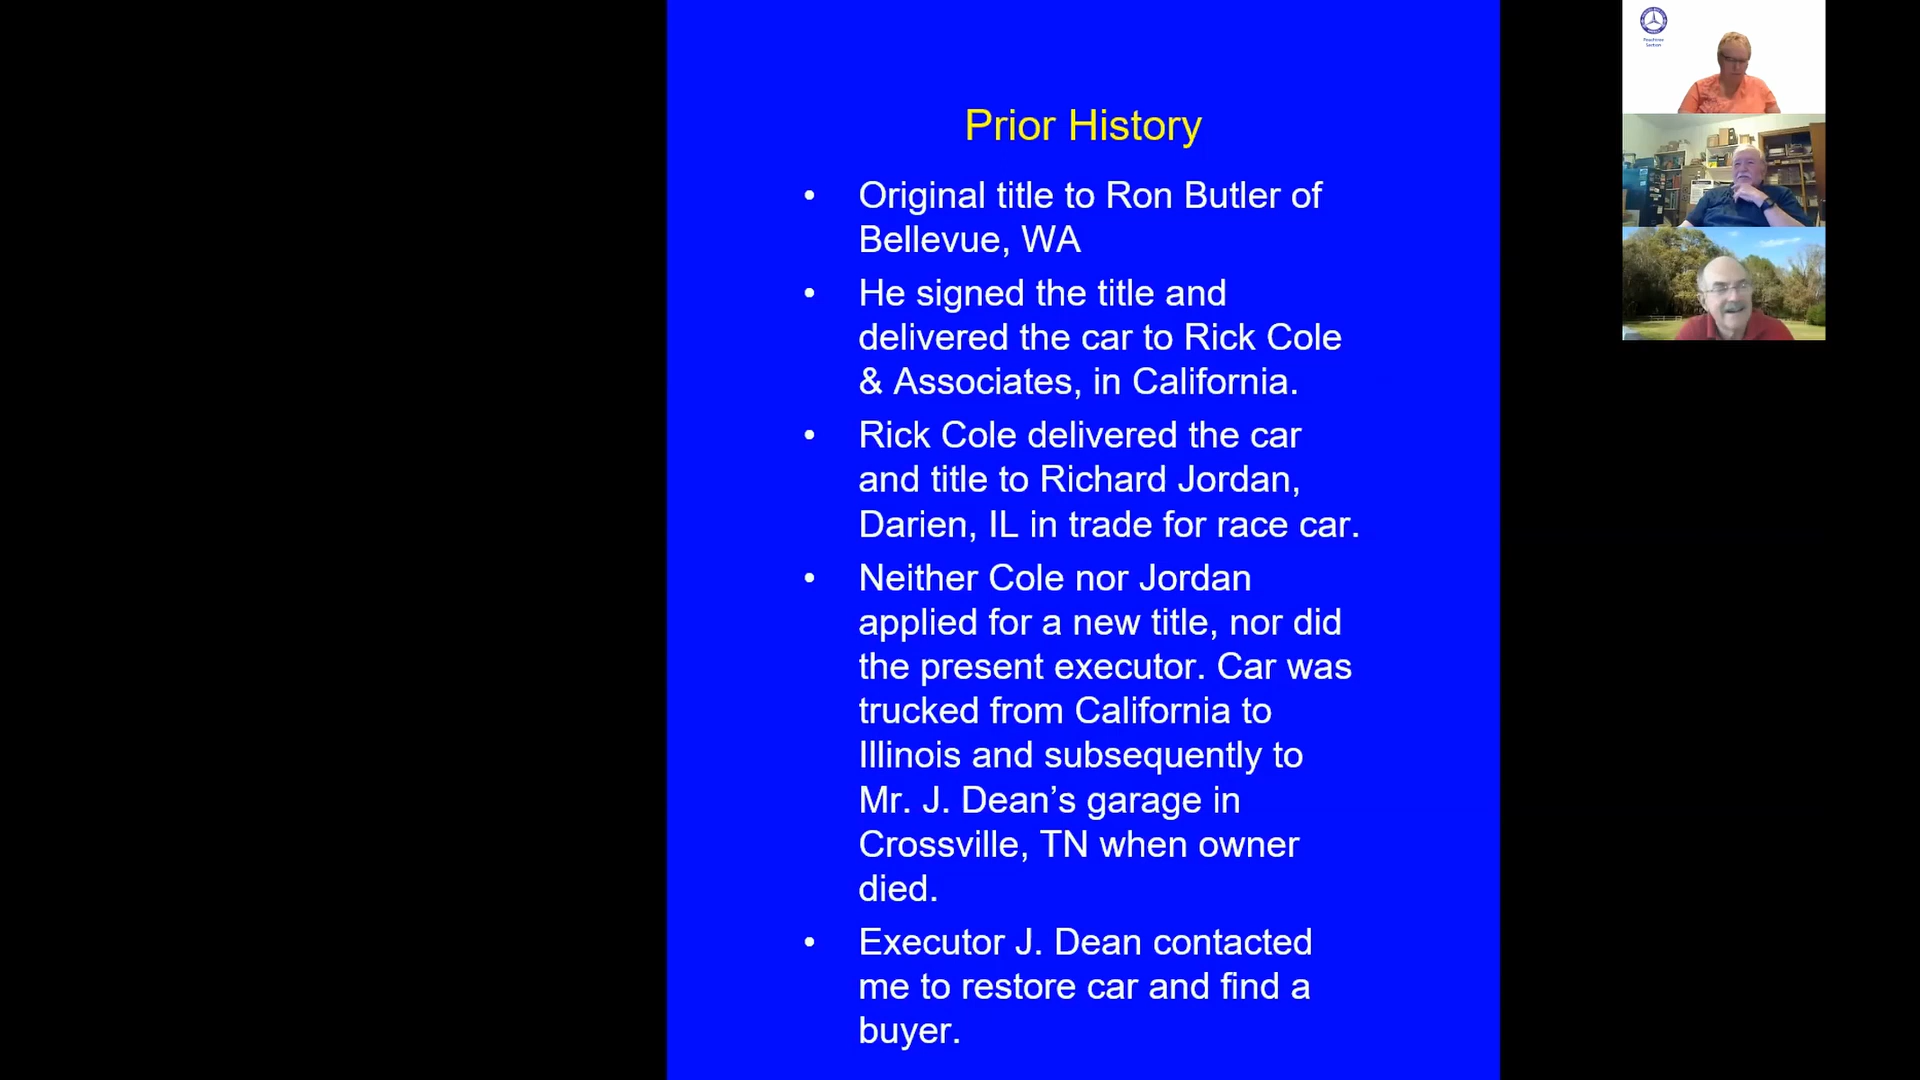 Prior History
• Original title to Ron Butler of
Bellevue, WA
• He signed the title and
delivered the car to Rick Cole
& Associates, in California.
• Rick Cole delivered the car
and title to Richard Jordan,
Darien, IL in trade for race car.
• Neither Cole nor Jordan
applied for a new title, nor did
the present executor. Car was
trucked from California to
Illinois and subsequently to
Mr. J. Dean’s garage in
Crossville, TN when owner
died.
• Executor J. Dean contacted
me to restore car and find a
buyer.
Peachtree
Section